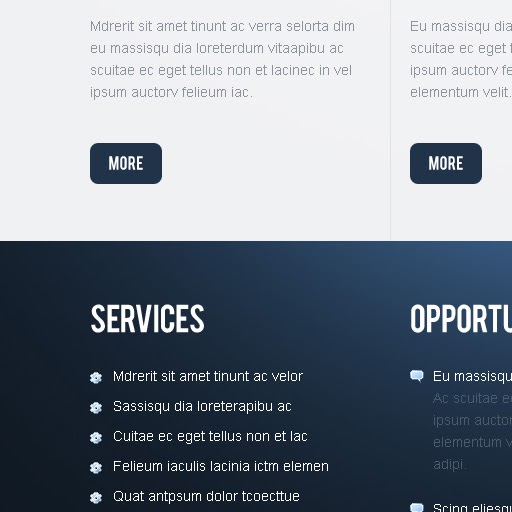 Mdrerit sit amet tinunt ac verra selorta dim
eu massisqu dia loreterdum vitaapibu ac
scuitae ec eget tellus non et lacinec in vel
ipsum auctorv felieum iac.
MORE
Eu massisqu dia
scuitae ec eget
ipsum auctorv fe
elementum velit.
MORE
SERVICES
Mdrerit sit amet tinunt ac velor
Sassisqu dia loreterapibu ac
Cuitae ec eget tellus non et lac
Felieum iaculis lacinia ictm elemen
Quat antpsum dolor tcoecttue
OPPORTU
Eu massisqu
Ac scuitae e
ipsum auctor
elementum v
adipi.
Scing eliesq